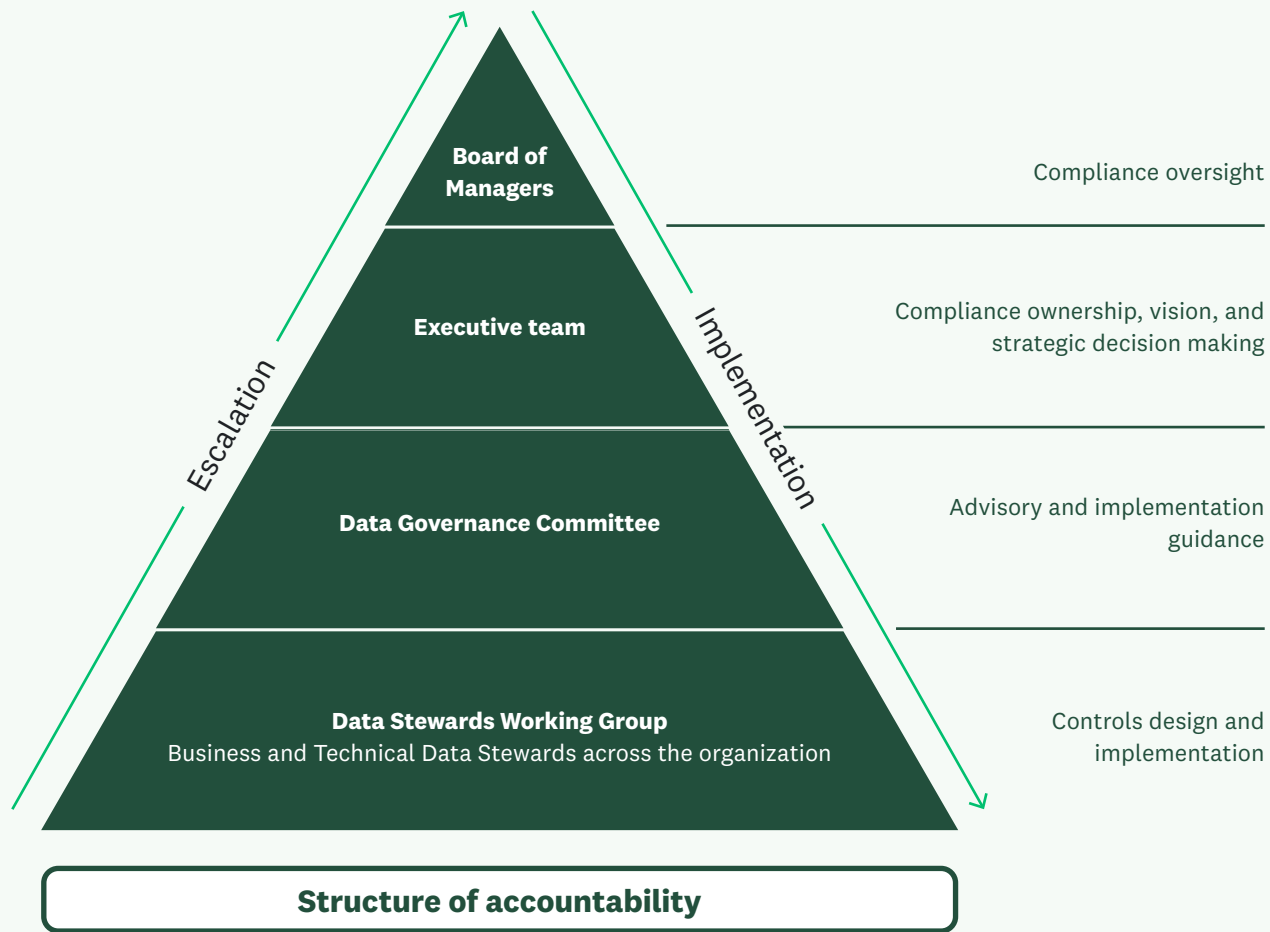 Board of
Managers
Compliance oversight
Executive team
Compliance ownership, vision, and
strategic decision making
Escalation
Implementation
Data Governance Committee
Advisory and implementation
guidance
Data Stewards Working Group
Business and Technical Data Stewards across the organization
Controls design and
implementation
Structure of accountability